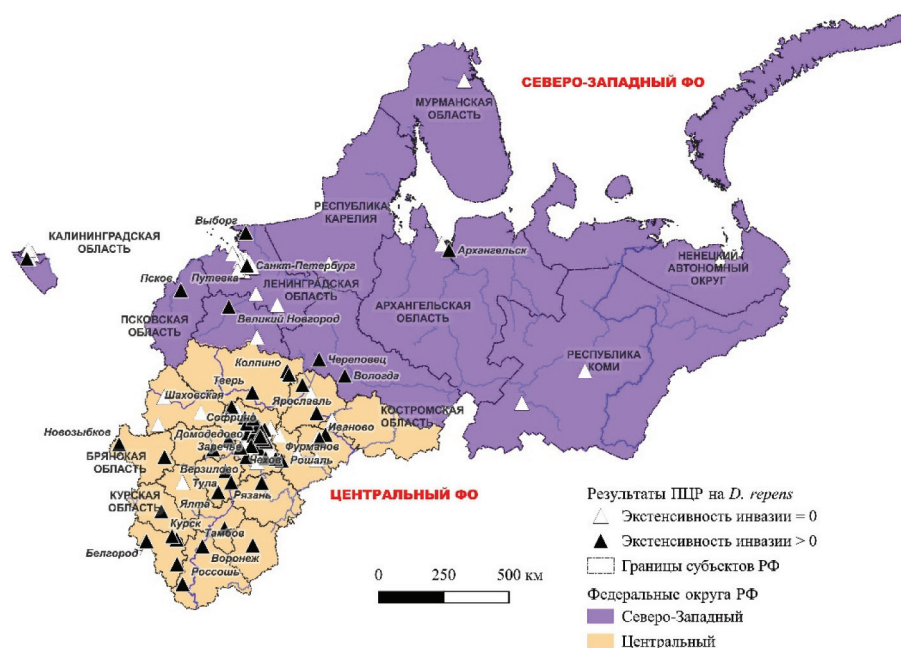 СЕВЕРО-ЗАПАДНЫЙ ФО
МУРМАНСКАЯ
ОБЛАСТЬ
РЕСПУБЛИКА
КАРЕЛИЯ
Выборг
КАЛИНИНГРАДСКАЯ
ОБЛАСТЬ
Архангельск
НЕНЕЦКИЙ
АВТОНОМНЫЙ
ОКРУГ
Санкт-Петербург
Псков
Путевка
ЛЕНИНГРАДСКАЯ
ОБЛАСТЬ
АРХАНГЕЛЬСКАЯ
ОБЛАСТЬ
ПСКОВСКАЯ
ОБЛАСТЬ
Великий Новгород
Череповец
РЕСПУБЛИКА
КОМИ
Колпино
Вологда
Тверь
Шаховская
Ярославль
КОСТРОМСКАЯ
ОБЛАСТЬ
Софрино
Иваново
Новозыбков
Домодедово
Заречье
Фурманов
БРЯНСКАЯ
ОБЛАСТЬ
Чехов
Рошаль
Верзилово
Тула
Рязань
ЦЕНТРАЛЬНЫЙ ФО
КУРСКАЯ
ОБЛАСТЬ
Ялта
Курск
Тамбов
Белгород
Воронеж
Россошь
0 250 500 км
Результаты ПЦР на D. repens
Экстенсивность инвазии = 0
Экстенсивность инвазии > 0
Границы субъектов РФ
Федеральные округа РФ
Северо-Западный
Центральный